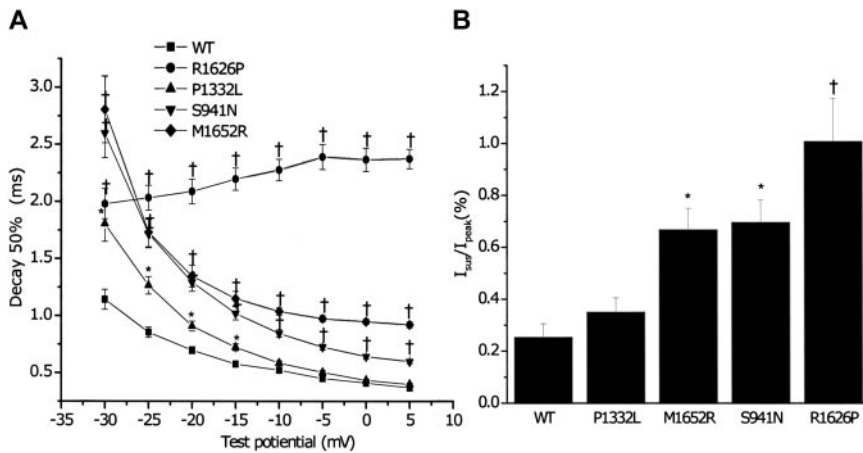 A
WT
R1626P
P1332L
S941N
M1652R
3.0
2.5
2.0
1.5
1.0
0.5
Decay 50% (ms)
-35 -30 -25 -20 -15 -10 -5 0 5 10
Test potiential (mV)
B
1.2
1.0
0.8
0.6
0.4
0.2
0.0
Isus/Ipeak(%)
* * †
WT P1332L M1652R S941N R1626P